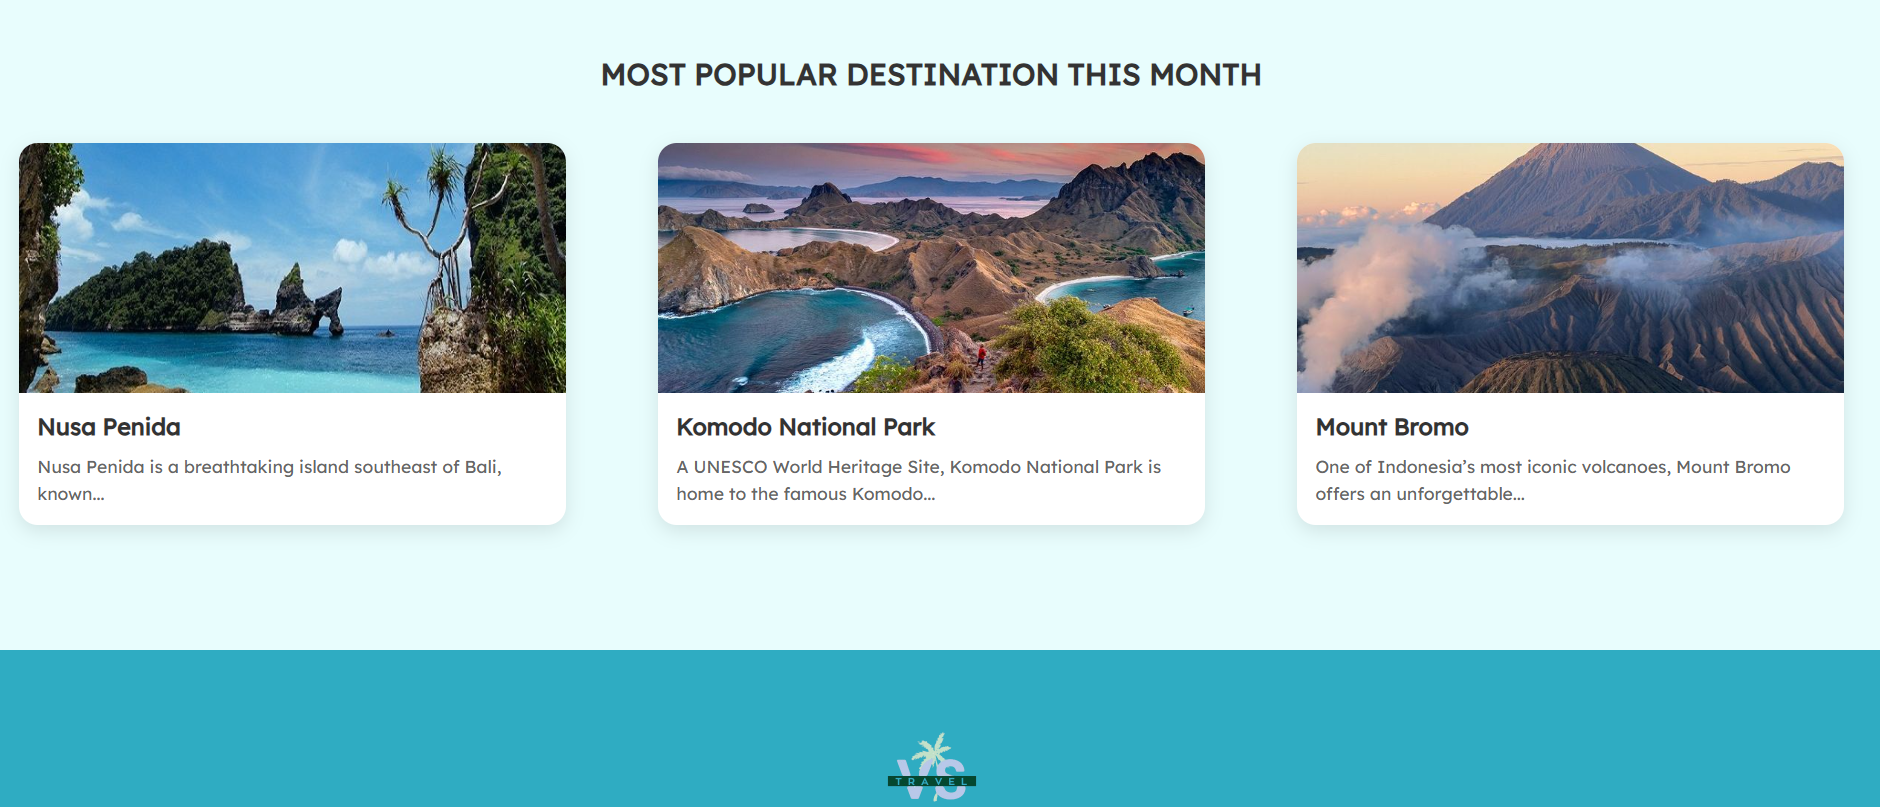 MOST POPULAR DESTINATION THIS MONTH
Nusa Penida
Nusa Penida is a breathtaking island southeast of Bali,
known...
Komodo National Park
A UNESCO World Heritage Site, Komodo National Park is
home to the famous Komodo...
Mount Bromo
One of Indonesia’s most iconic volcanoes, Mount Bromo
offers an unforgettable...
VS
TRAVEL